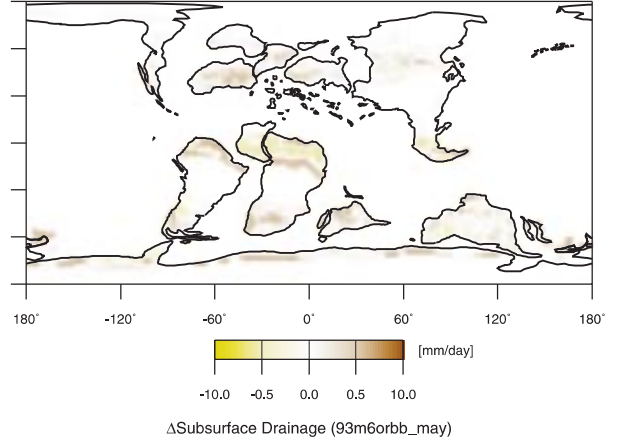 180˚ -120˚ -60˚ 0˚ 60˚ 120˚ 180˚
[mm/day]
-10.0 -0.5 0.0 0.5 10.0
∆Subsurface Drainage (93m6orbb_may)